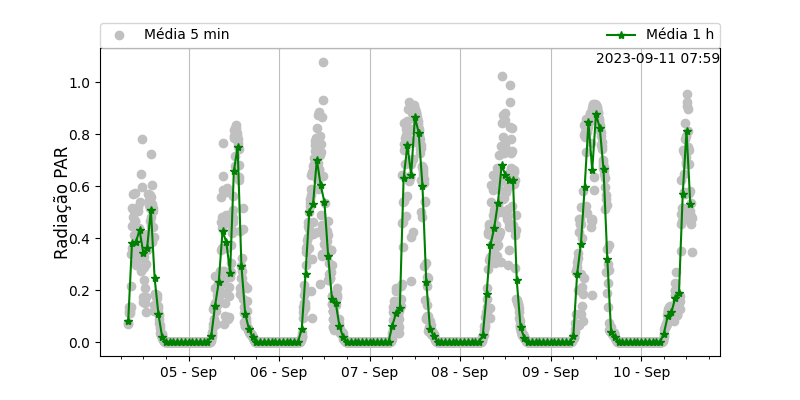 Média 5 min
Média 1 h
2023-09-11 07:59
Radiação PAR
1.0
0.8
0.6
0.4
0.2
0.0
05 - Sep
06 - Sep
07 - Sep
08 - Sep
09 - Sep
10 - Sep